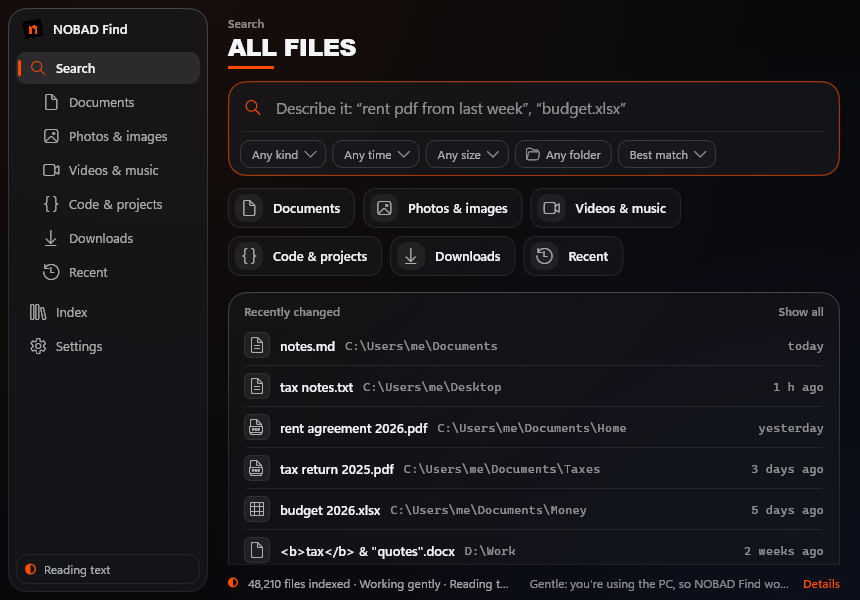 NOBAD Find
Search
Documents
Photos & images
Videos & music
{ } Code & projects
Downloads
Recent
Index
Settings
Reading text
Search
ALL FILES
Describe it: “rent pdf from last week”, “budget.xlsx”
Any kind Any time Any size Any folder Best match
Documents Photos & images Videos & music
{ } Code & projects Downloads Recent
Recently changed Show all
notes.md C:\Users\me\Documents today
tax notes.txt C:\Users\me\Desktop 1 h ago
rent agreement 2026.pdf C:\Users\me\Documents\Home yesterday
tax return 2025.pdf C:\Users\me\Documents\Taxes 3 days ago
budget 2026.xlsx C:\Users\me\Documents\Money 5 days ago
<b>tax</b> & "quotes".docx D:\Work 2 weeks ago
48,210 files indexed · Working gently · Reading t... Gentle: you're using the PC, so NOBAD Find wo... Details